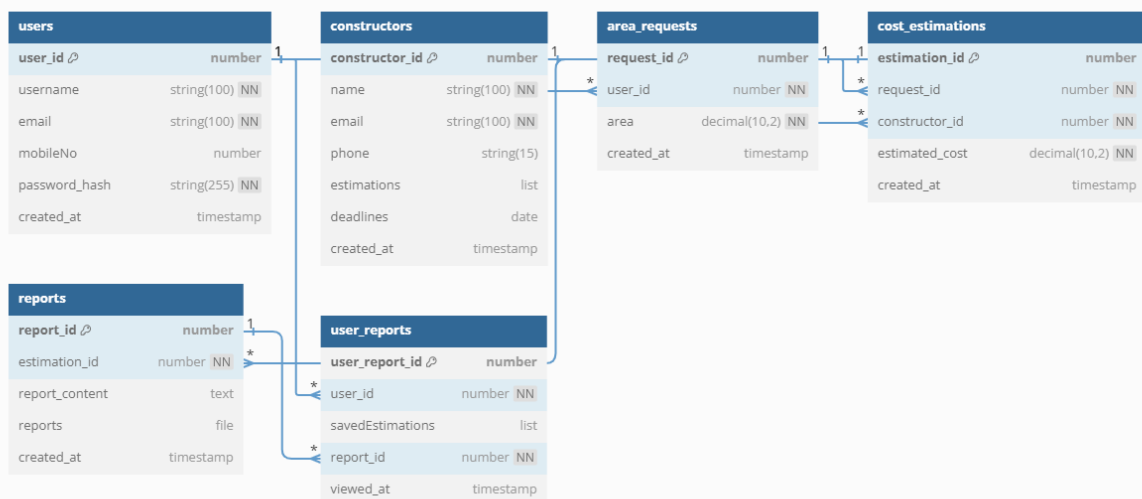 users
user_id number
username string(100) NN
email string(100) NN
mobileNo number
password_hash string(255) NN
created_at timestamp
constructors
constructor_id number
name string(100) NN
email string(100) NN
phone string(15)
estimations list
deadlines date
created_at timestamp
area_requests
request_id number
user_id number NN
area decimal(10,2) NN
created_at timestamp
cost_estimations
estimation_id number
request_id number NN
constructor_id number NN
estimated_cost decimal(10,2) NN
created_at timestamp
reports
report_id number
estimation_id number NN
report_content text
reports file
created_at timestamp
user_reports
user_report_id number
user_id number NN
savedEstimations list
report_id number NN
viewed_at timestamp
1
1
*
1
1
*
*
1
*
*
*